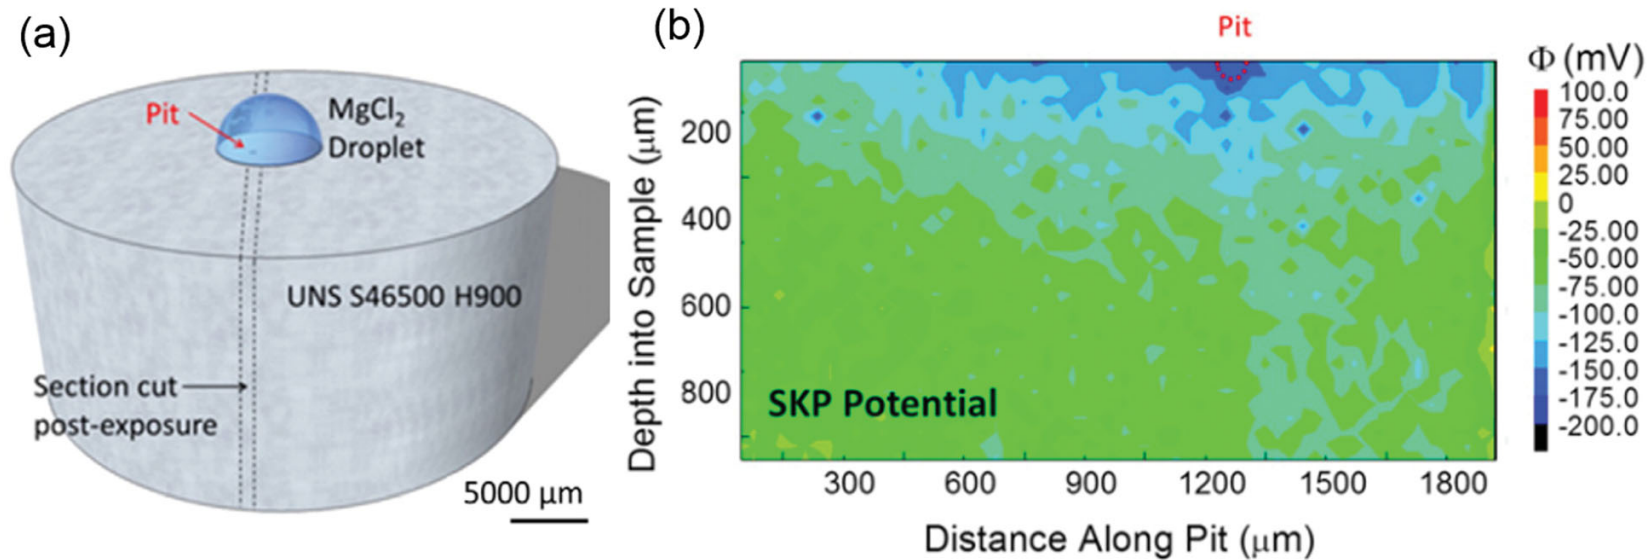 (a)
Pit
MgCl₂
Droplet
UNS S46500 H900
Section cut
post-exposure
5000 μm
(b)
Pit
Φ (mV)
100.0
75.00
50.00
25.00
0
-25.00
-50.00
-75.00
-100.0
-125.0
-150.0
-175.0
-200.0
Depth into Sample (μm)
200
400
600
800
SKP Potential
300 600 900 1200 1500 1800
Distance Along Pit (μm)